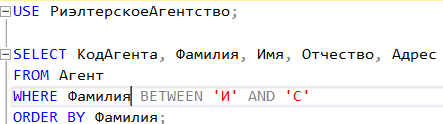 USE РиэлтерскоеАгентство;
SELECT КодАгента, Фамилия, Имя, Отчество, Адрес
FROM Агент
WHERE Фамилия BETWEEN 'И' AND 'С'
ORDER BY Фамилия;